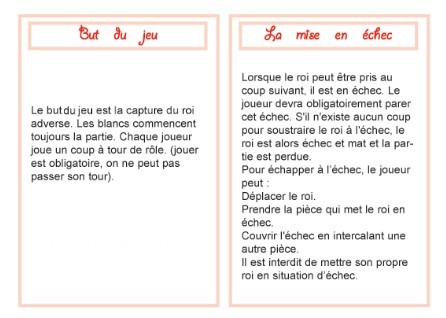 But du jeu
Le but du jeu est la capture du roi
adverse. Les blancs commencent
toujours la partie. Chaque joueur
joue un coup à tour de rôle. (jouer
est obligatoire, on ne peut pas
passer son tour).
La mise en échec
Lorsque le roi peut être pris au
coup suivant, il est en échec. Le
joueur devra obligatoirement parer
cet échec. S'il n'existe aucun coup
pour soustraire le roi à l'échec, le
roi est alors échec et mat et la par-
tie est perdue.
Pour échapper à l'échec, le joueur
peut :
Déplacer le roi.
Prendre la pièce qui met le roi en
échec.
Couvrir l'échec en intercalant une
autre pièce.
Il est interdit de mettre son propre
roi en situation d'échec.